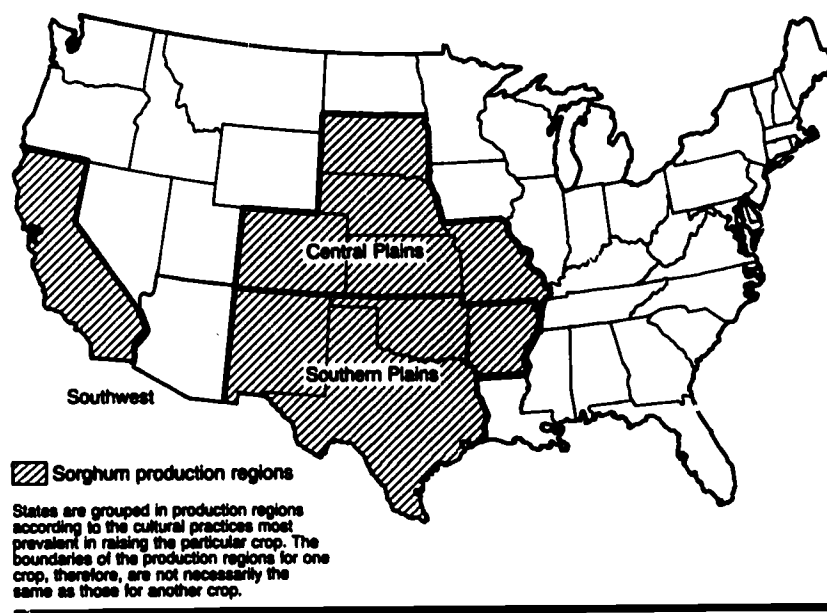 Central Plains
Southern Plains
Southwest
Sorghum production regions
States are grouped in production regions
according to the cultural practices most
prevalent in raising the particular crop. The
boundaries of the production regions for one
crop, therefore, are not necessarily the
same as those for another crop.